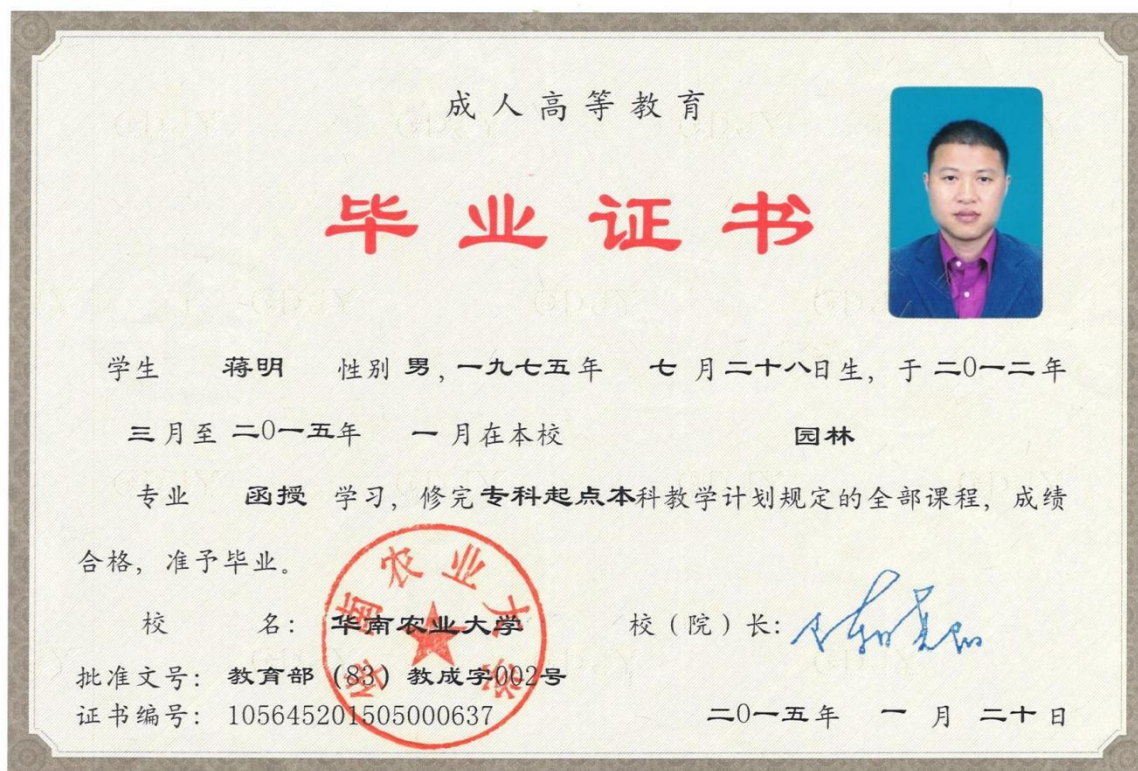 成人高等教育
毕业证书
学生 蒋明 性别 男，一九七五年 七 月二十八日生，于 二0一二年
三 月至 二0一五年 一 月在本校 园林
专业 函授 学习，修完专科起点本科教学计划规定的全部课程，成绩
合格，准予毕业。
校 名：华南农业大学 校（院）长：
批准文号：教育部（83）教成字002号
证书编号：105645201505000637 二0一五年 一 月 二十 日
华南农业大学